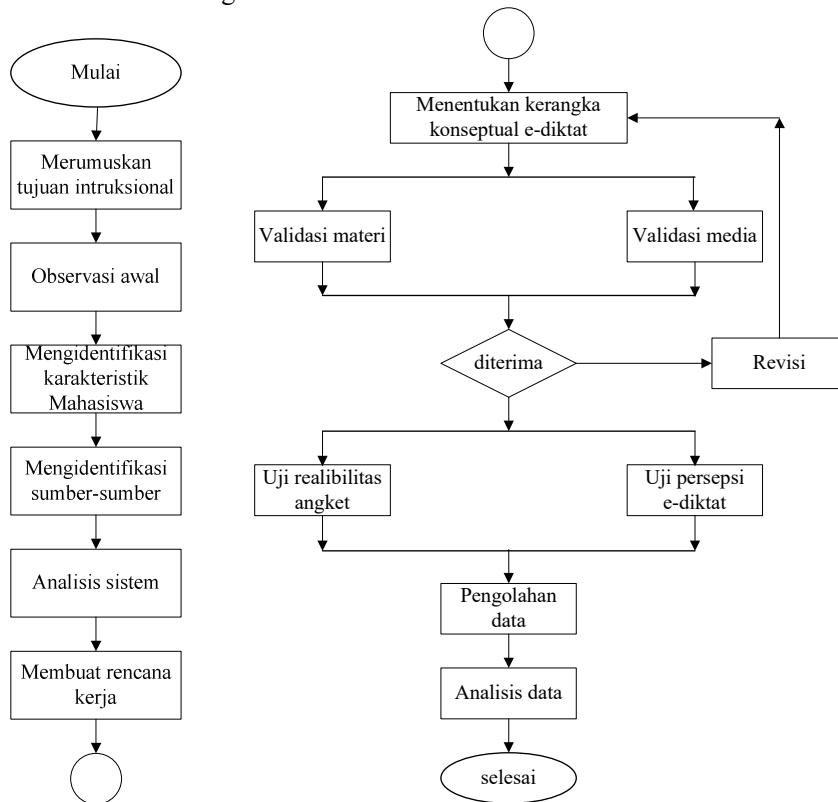 Mulai
Merumuskan
tujuan intruksional
Observasi awal
Mengidentifikasi
karakteristik
Mahasiswa
Mengidentifikasi
sumber-sumber
Analisis sistem
Membuat rencana
kerja
Menentukan kerangka
konseptual e-diktat
Validasi materi
Validasi media
diterima
Revisi
Uji realibilitas
angket
Uji persepsi
e-diktat
Pengolahan
data
Analisis data
selesai